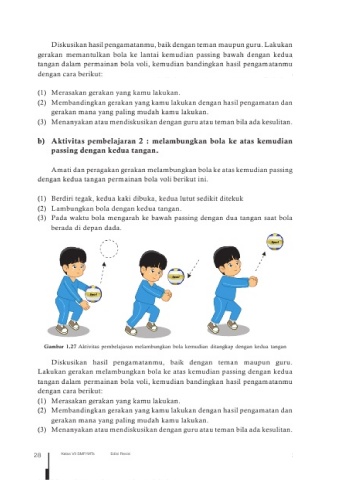 Diskusikan hasil pengamatanmu, baik dengan teman maupun guru. Lakukan
gerakan memantulkan bola ke lantai kemudian passing bawah dengan kedua
tangan dalam permainan bola voli, kemudian bandingkan hasil pengamatanmu
dengan cara berikut:
(1) Merasakan gerakan yang kamu lakukan.
(2) Membandingkan gerakan yang kamu lakukan dengan hasil pengamatan dan
gerakan mana yang paling mudah kamu lakukan.
(3) Menanyakan atau mendiskusikan dengan guru atau teman bila ada kesulitan.
b) Aktivitas pembelajaran 2 : melambungkan bola ke atas kemudian
passing dengan kedua tangan.
Amati dan peragakan gerakan melambungkan bola ke atas kemudian passing
dengan kedua tangan permainan bola voli berikut ini.
(1) Berdiri tegak, kedua kaki dibuka, kedua lutut sedikit ditekuk
(2) Lambungkan bola dengan kedua tangan.
(3) Pada waktu bola mengarah ke bawah passing dengan dua tangan saat bola
berada di depan dada.
Gambar 1.27 Aktivitas pembelajaran melambungkan bola kemudian ditangkap dengan kedua tangan
Diskusikan hasil pengamatanmu, baik dengan teman maupun guru.
Lakukan gerakan melambungkan bola ke atas kemudian passing dengan kedua
tangan dalam permainan bola voli, kemudian bandingkan hasil pengamatanmu
dengan cara berikut:
(1) Merasakan gerakan yang kamu lakukan.
(2) Membandingkan gerakan yang kamu lakukan dengan hasil pengamatan dan
gerakan mana yang paling mudah kamu lakukan.
(3) Menanyakan atau mendiskusikan dengan guru atau teman bila ada kesulitan.
28 Kelas VII SMP/MTs Edisi Revisi